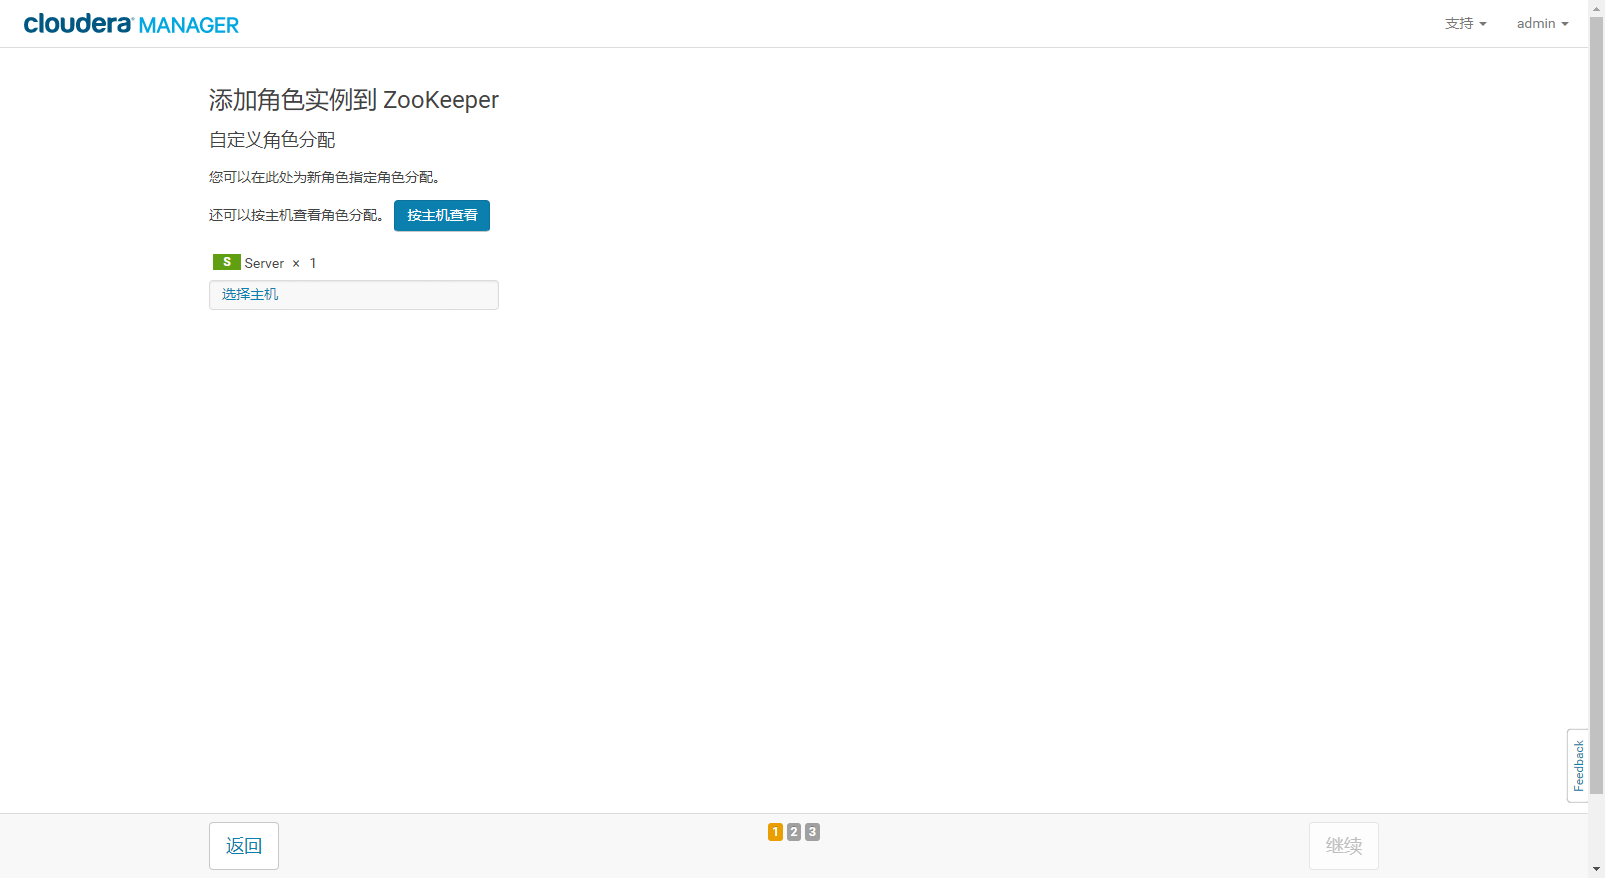 cloudera MANAGER
支持 admin
添加角色实例到 ZooKeeper
自定义角色分配
您可以在此处为新角色指定角色分配。
还可以按主机查看角色分配。 按主机查看
S Server × 1
选择主机
Feedback
返回 1 2 3 继续